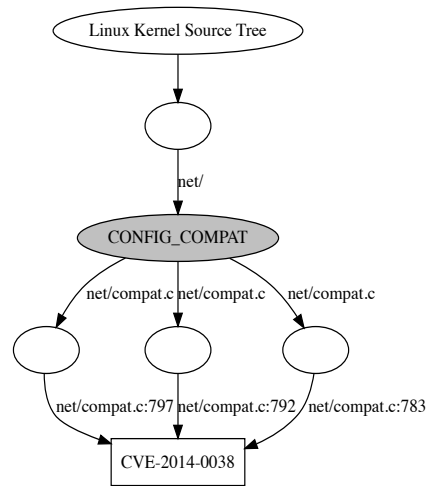 Linux Kernel Source Tree
net/
CONFIG_COMPAT
net/compat.c
net/compat.c
net/compat.c
net/compat.c:797
net/compat.c:792
net/compat.c:783
CVE-2014-0038